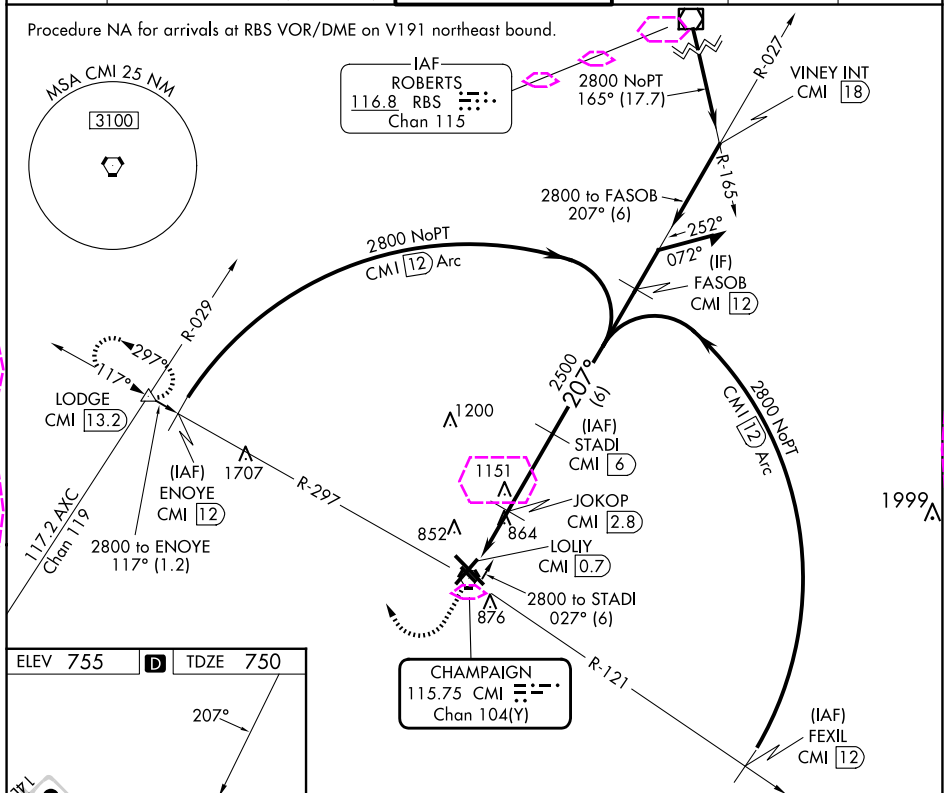 Procedure NA for arrivals at RBS VOR/DME on V191 northeast bound.
MSA CMI 25 NM
3100
IAF
ROBERTS
116.8 RBS
Chan 115
2800 NoPT
165° (17.7)
R-027
VINEY INT
CMI 18
R-165
2800 to FASOB
207° (6)
252°
072°
(IF)
FASOB
CMI 12
2800 NoPT
CMI 12 Arc
R-029
297°
117°
LODGE
CMI 13.2
(IAF)
ENOYE
CMI 12
1707
2800 to ENOYE
117° (1.2)
117.2 AXC
Chan 119
R-297
1200
2500
207°
(6)
(IAF)
STADI
CMI 6
1151
JOKOP
CMI 2.8
852
864
LOLIY
CMI 0.7
2800 to STADI
027° (6)
876
2800 NoPT
CMI 12 Arc
1999
R-121
(IAF)
FEXIL
CMI 12
CHAMPAIGN
115.75 CMI
Chan 104(Y)
ELEV 755 D TDZE 750
207°
14L